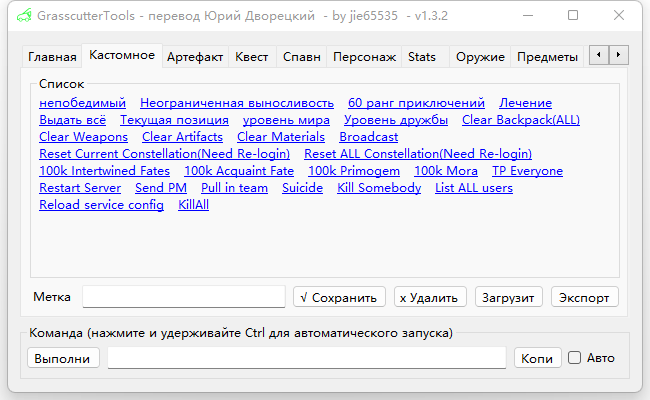 GrasscutterTools - перевод Юрий Дворецкий - by jie65535 - v1.3.2
Главная Кастомное Артефакт Квест Спавн Персонаж Stats Оружие Предметы
Список
непобедимый Неограниченная выносливость 60 ранг приключений Лечение
Выдать всё Текущая позиция уровень мира Уровень дружбы Clear Backpack(ALL)
Clear Weapons Clear Artifacts Clear Materials Broadcast
Reset Current Constellation(Need Re-login) Reset ALL Constellation(Need Re-login)
100k Intertwined Fates 100k Acquaint Fate 100k Primogem 100k Mora TP Everyone
Restart Server Send PM Pull in team Suicide Kill Somebody List ALL users
Reload service config KillAll
Метка √ Сохранить x Удалить Загрузит Экспорт
Команда (нажмите и удерживайте Ctrl для автоматического запуска)
Выполни Копи Авто